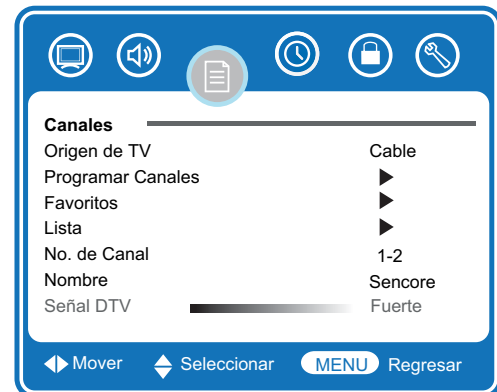 Canales
Origen de TV Cable
Programar Canales
Favoritos
Lista
No. de Canal 1-2
Nombre Sencore
Señal DTV Fuerte
Mover Seleccionar MENU Regresar